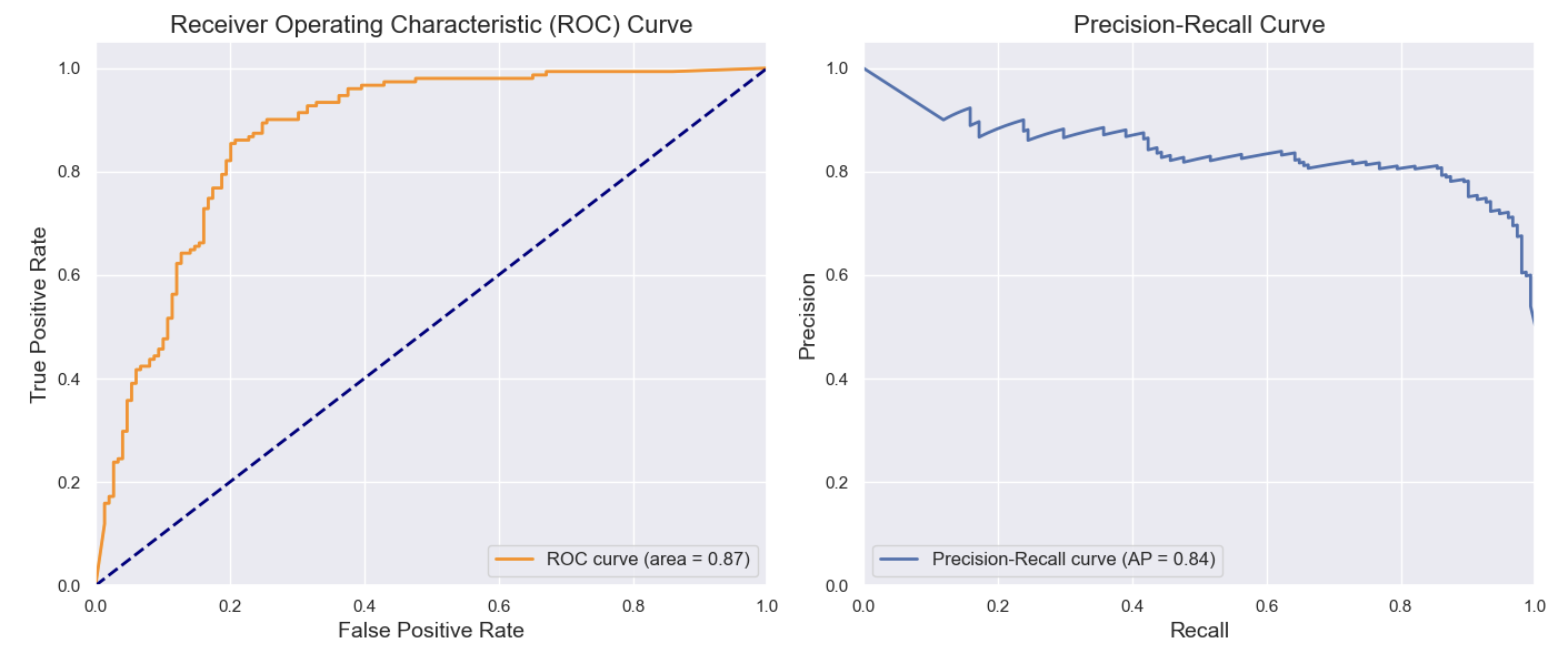 Receiver Operating Characteristic (ROC) Curve
True Positive Rate
1.0
0.8
0.6
0.4
0.2
0.0
ROC curve (area = 0.87)
0.0 0.2 0.4 0.6 0.8 1.0
False Positive Rate
Precision-Recall Curve
Precision
1.0
0.8
0.6
0.4
0.2
0.0
Precision-Recall curve (AP = 0.84)
0.0 0.2 0.4 0.6 0.8 1.0
Recall